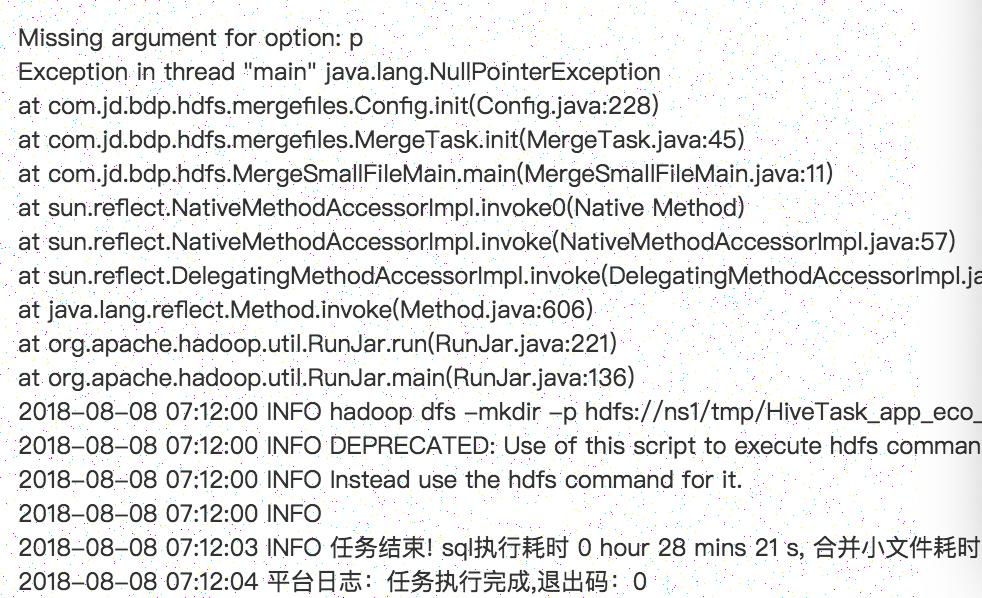 Missing argument for option: p
Exception in thread "main" java.lang.NullPointerException
at com.jd.bdp.hdfs.mergefiles.Config.init(Config.java:228)
at com.jd.bdp.hdfs.mergefiles.MergeTask.init(MergeTask.java:45)
at com.jd.bdp.hdfs.MergeSmallFileMain.main(MergeSmallFileMain.java:11)
at sun.reflect.NativeMethodAccessorImpl.invoke0(Native Method)
at sun.reflect.NativeMethodAccessorImpl.invoke(NativeMethodAccessorImpl.java:57)
at sun.reflect.DelegatingMethodAccessorImpl.invoke(DelegatingMethodAccessorImpl.ja
at java.lang.reflect.Method.invoke(Method.java:606)
at org.apache.hadoop.util.RunJar.run(RunJar.java:221)
at org.apache.hadoop.util.RunJar.main(RunJar.java:136)
2018-08-08 07:12:00 INFO hadoop dfs -mkdir -p hdfs://ns1/tmp/HiveTask_app_eco_
2018-08-08 07:12:00 INFO DEPRECATED: Use of this script to execute hdfs comman
2018-08-08 07:12:00 INFO Instead use the hdfs command for it.
2018-08-08 07:12:00 INFO
2018-08-08 07:12:03 INFO 任务结束! sql执行耗时 0 hour 28 mins 21 s, 合并小文件耗时
2018-08-08 07:12:04 平台日志：任务执行完成,退出码：0